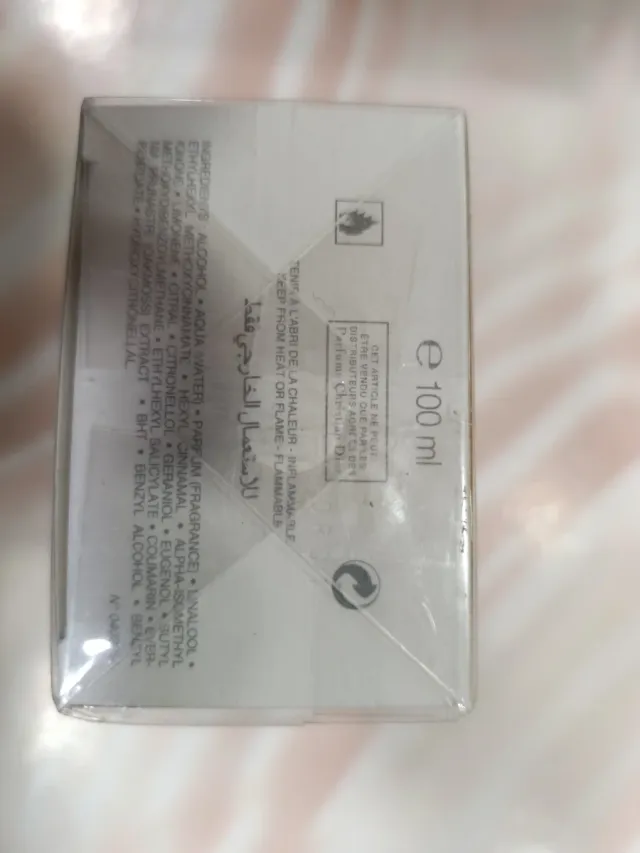 e 100 ml
CET ARTICLE NE PEUT
ETRE VENDU QUE PAR LES
DISTRIBUTEURS AGREES DE
Parfums Christian Dior
TENIR À L'ABRI DE LA CHALEUR - INFLAMMABLE
KEEP FROM HEAT OR FLAME - FLAMMABLE
للاستعمال الخارجي فقط
INGREDIENTS ALCOHOL • AQUA (WATER) • PARFUM (FRAGRANCE) • LINALOOL •
ETHYLHEXYL METHOXYCINNAMATE • HEXYL CINNAMAL • ALPHA-ISOMETHYL
IONONE • LIMONENE • CITRAL • CITRONELLOL • GERANIOL • EUGENOL • BUTYL
METHOXYDIBENZOYLMETHANE • ETHYLHEXYL SALICYLATE • COUMARIN • EVER-
NIA PRUNASTRI (OAKMOSS) EXTRACT • BHT • BENZYL ALCOHOL • BENZYL
HYDROXYCITRONELLAL
N°